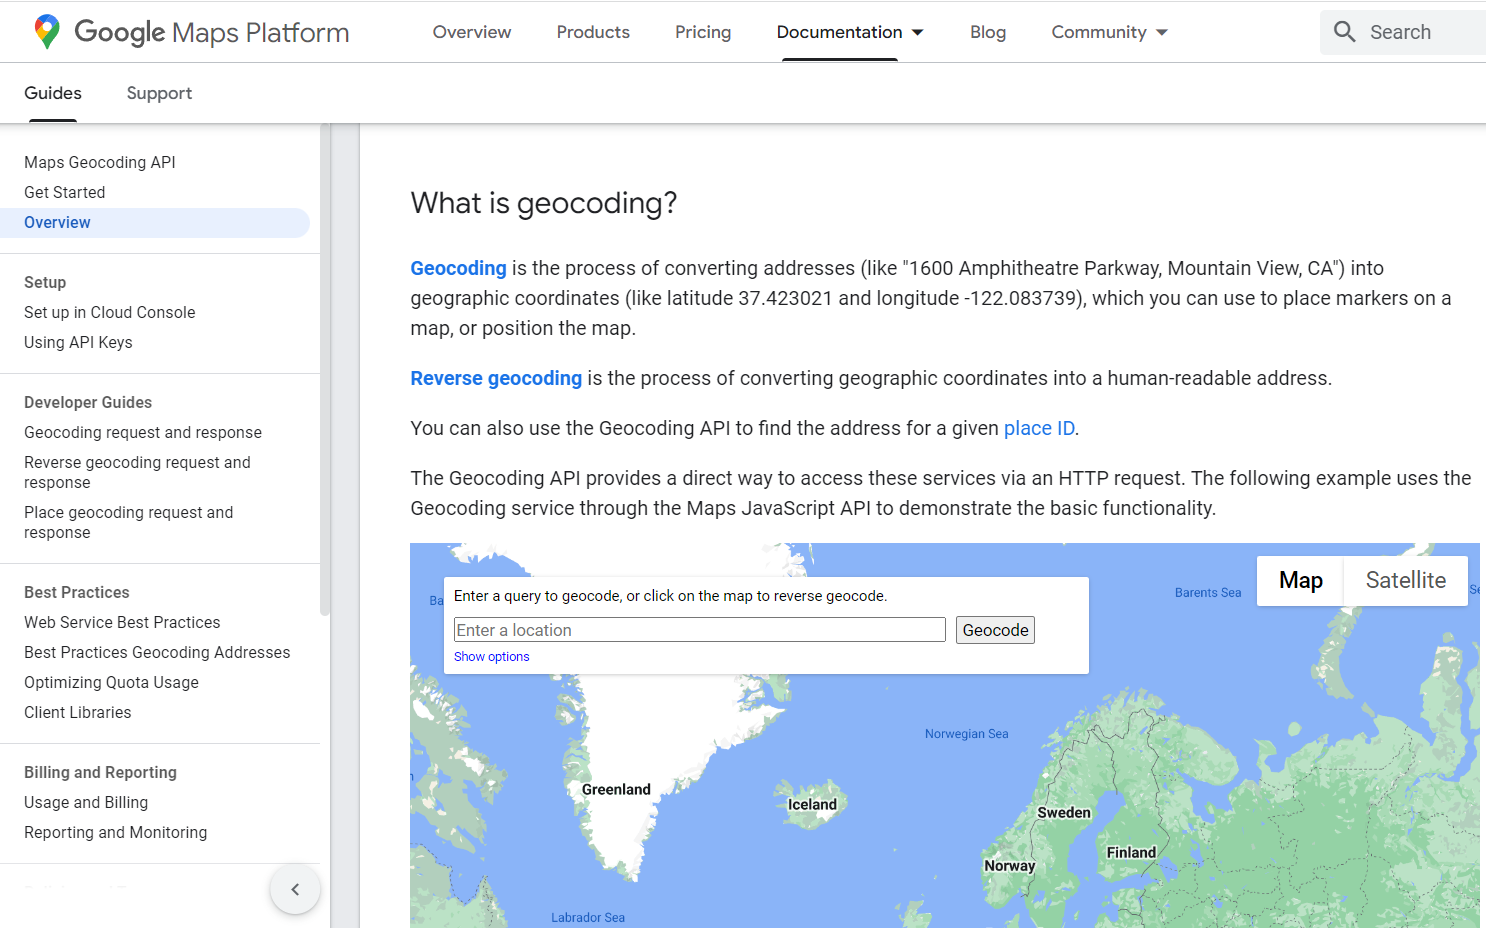 Google Maps Platform
Overview
Products
Pricing
Documentation
Blog
Community
Search
Guides
Support
Maps Geocoding API
Get Started
Overview
Setup
Set up in Cloud Console
Using API Keys
Developer Guides
Geocoding request and response
Reverse geocoding request and
response
Place geocoding request and
response
Best Practices
Web Service Best Practices
Best Practices Geocoding Addresses
Optimizing Quota Usage
Client Libraries
Billing and Reporting
Usage and Billing
Reporting and Monitoring
What is geocoding?
Geocoding is the process of converting addresses (like "1600 Amphitheatre Parkway, Mountain View, CA") into
geographic coordinates (like latitude 37.423021 and longitude -122.083739), which you can use to place markers on a
map, or position the map.
Reverse geocoding is the process of converting geographic coordinates into a human-readable address.
You can also use the Geocoding API to find the address for a given place ID.
The Geocoding API provides a direct way to access these services via an HTTP request. The following example uses the
Geocoding service through the Maps JavaScript API to demonstrate the basic functionality.
Enter a query to geocode, or click on the map to reverse geocode.
Enter a location
Geocode
Show options
Map
Satellite
Barents Sea
Norwegian Sea
Greenland
Iceland
Sweden
Finland
Norway
Labrador Sea